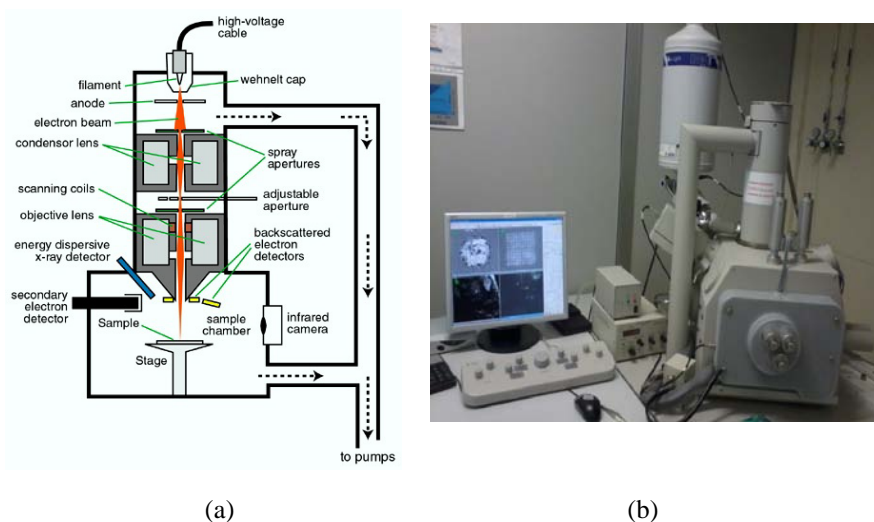 high-voltage
cable
filament
wehnelt cap
anode
electron beam
condensor lens
spray
apertures
scanning coils
adjustable
aperture
objective lens
backscattered
electron
detectors
energy dispersive
x-ray detector
secondary
electron
detector
sample
chamber
infrared
camera
Sample
Stage
to pumps
(a)
(b)